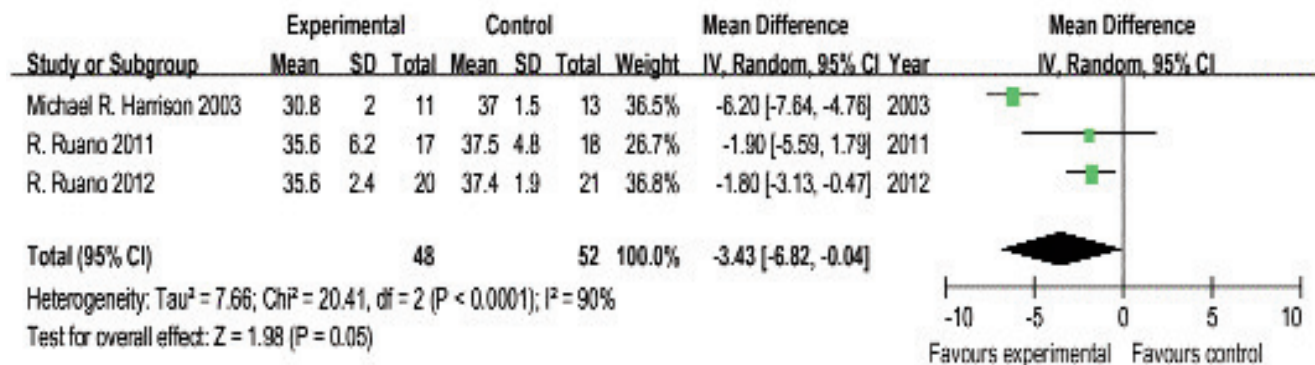 Experimental Control Mean Difference Mean Difference
Study or Subgroup Mean SD Total Mean SD Total Weight IV, Random, 95% CI Year IV, Random, 95% CI
Michael R. Harrison 2003 30.8 2 11 37 1.5 13 36.5% -6.20 [-7.64, -4.76] 2003
R. Ruano 2011 35.6 6.2 17 37.5 4.8 18 26.7% -1.90 [-5.59, 1.79] 2011
R. Ruano 2012 35.6 2.4 20 37.4 1.9 21 36.8% -1.80 [-3.13, -0.47] 2012
Total (95% CI) 48 52 100.0% -3.43 [-6.82, -0.04]
Heterogeneity: Tau² = 7.66; Chi² = 20.41, df = 2 (P < 0.0001); I² = 90%
Test for overall effect: Z = 1.98 (P = 0.05)
-10 -5 0 5 10
Favours experimental Favours control